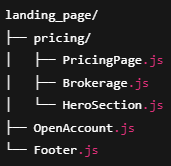 landing_page/
├── pricing/
│   ├── PricingPage.js
│   ├── Brokerage.js
│   └── HeroSection.js
├── OpenAccount.js
└── Footer.js